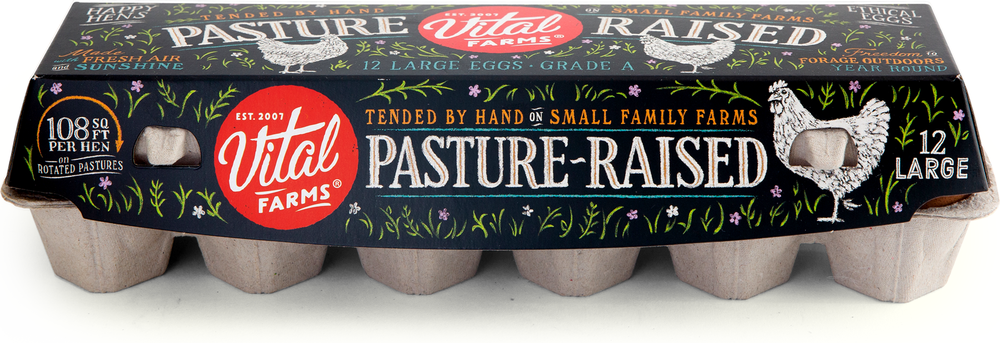 HAPPY
HENS
TENDED BY HAND ON SMALL FAMILY FARMS
ETHICAL
EGGS
PASTURE RAISED
EST. 2007
Vital
FARMS®
Made
with FRESH AIR
and SUNSHINE
12 LARGE EGGS · GRADE A
Freedom to
FORAGE OUTDOORS
YEAR ROUND
108 SQ
FT
PER HEN
on
ROTATED PASTURES
EST. 2007
Vital
FARMS®
TENDED BY HAND ON SMALL FAMILY FARMS
PASTURE-RAISED
12
LARGE